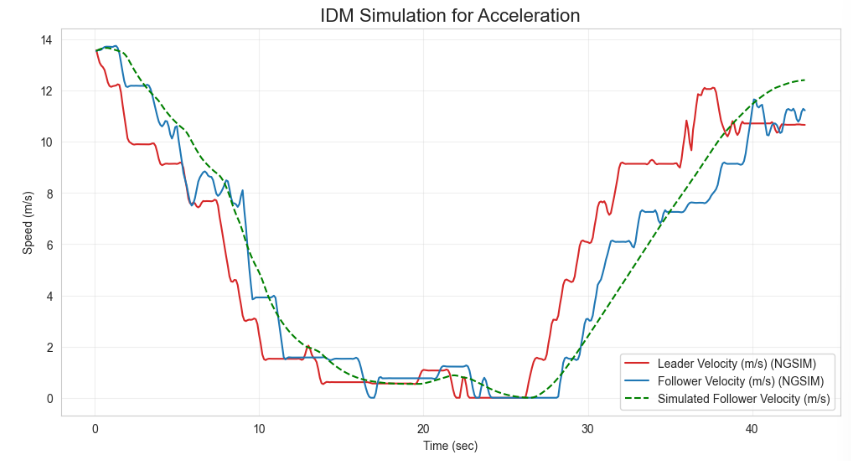 IDM Simulation for Acceleration
14
12
10
8
6
4
2
0
Speed (m/s)
Leader Velocity (m/s) (NGSIM)
Follower Velocity (m/s) (NGSIM)
Simulated Follower Velocity (m/s)
0 10 20 30 40
Time (sec)